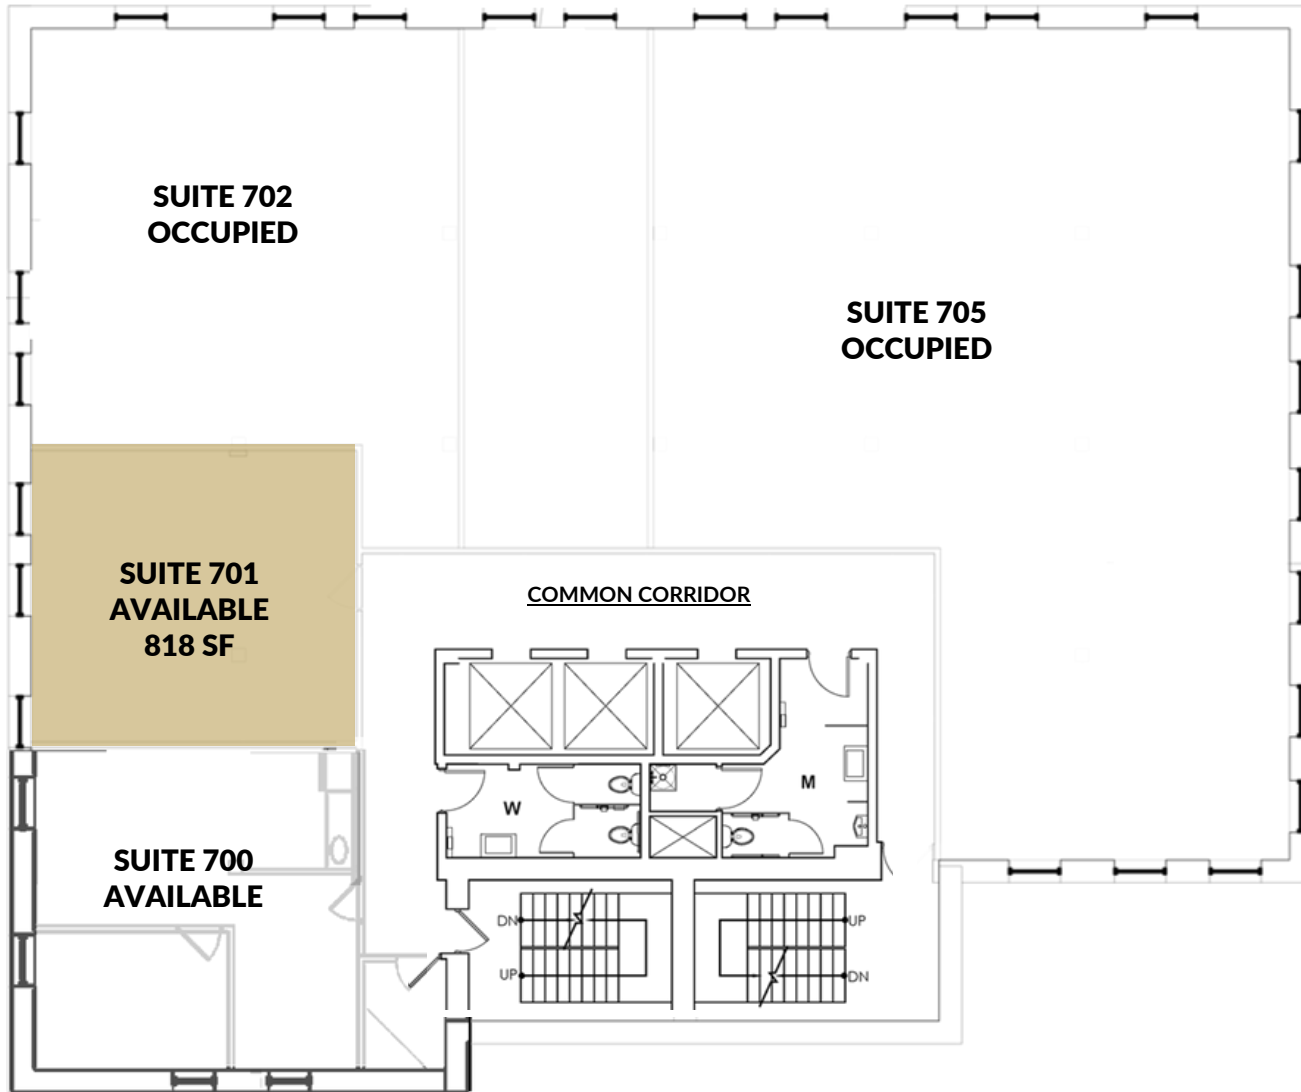 SUITE 702
OCCUPIED
SUITE 705
OCCUPIED
SUITE 701
AVAILABLE
818 SF
COMMON CORRIDOR
W
M
SUITE 700
AVAILABLE
DN
UP
UP
DN